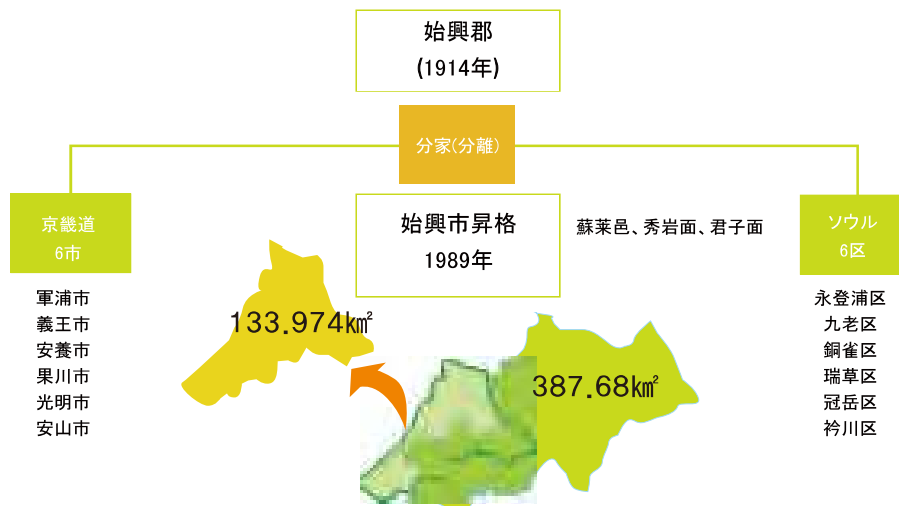 始興郡
(1914年)
分家(分離)
京畿道
6市
始興市昇格
1989年
蘇莱邑、秀岩面、君子面
ソウル
6区
軍浦市
義王市
安養市
果川市
光明市
安山市
133.974㎢
387.68㎢
永登浦区
九老区
銅雀区
瑞草区
冠岳区
衿川区